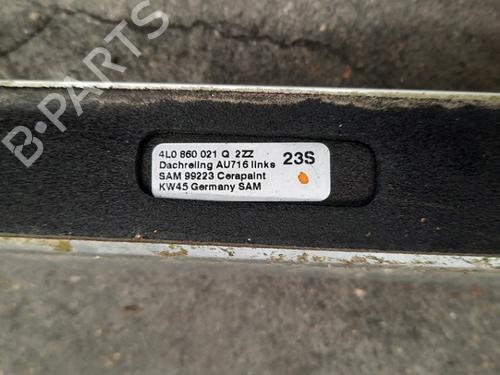 4L0 860 021 Q 2ZZ 23S
Dachreling AU716 links
SAM 99223 Cerapaint
KW45 Germany SAM
B-PARTS